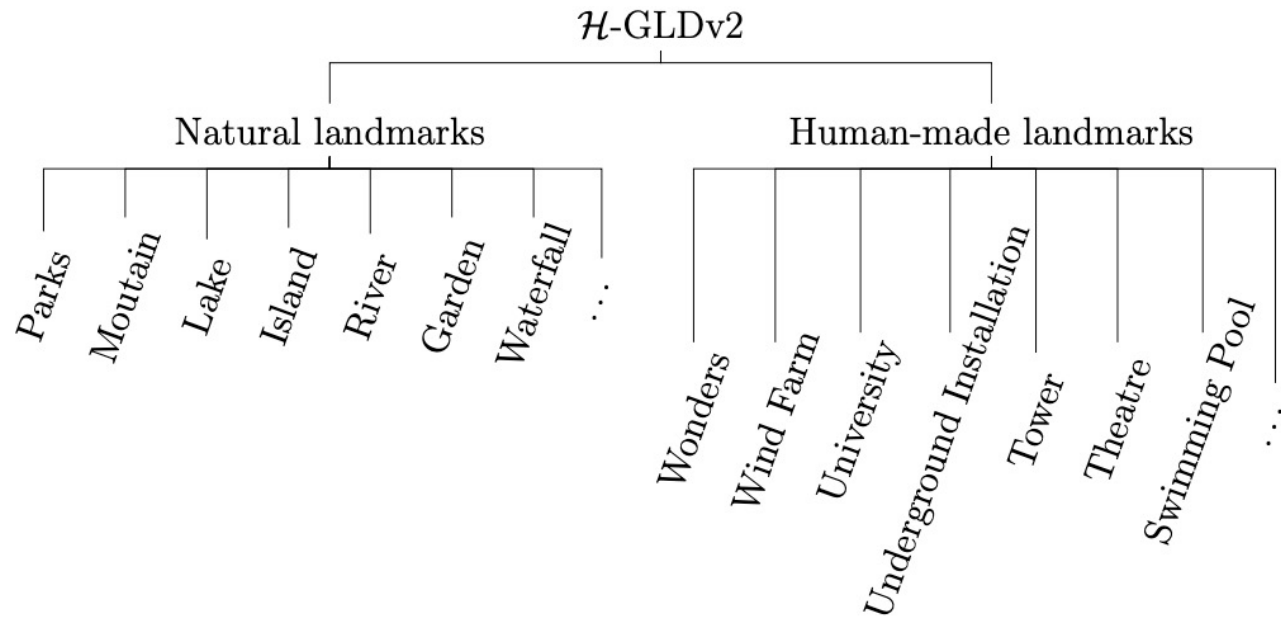 ℋ-GLDv2
Natural landmarks
Human-made landmarks
Parks
Moutain
Lake
Island
River
Garden
Waterfall
...
Wonders
Wind Farm
University
Underground Installation
Tower
Theatre
Swimming Pool
...